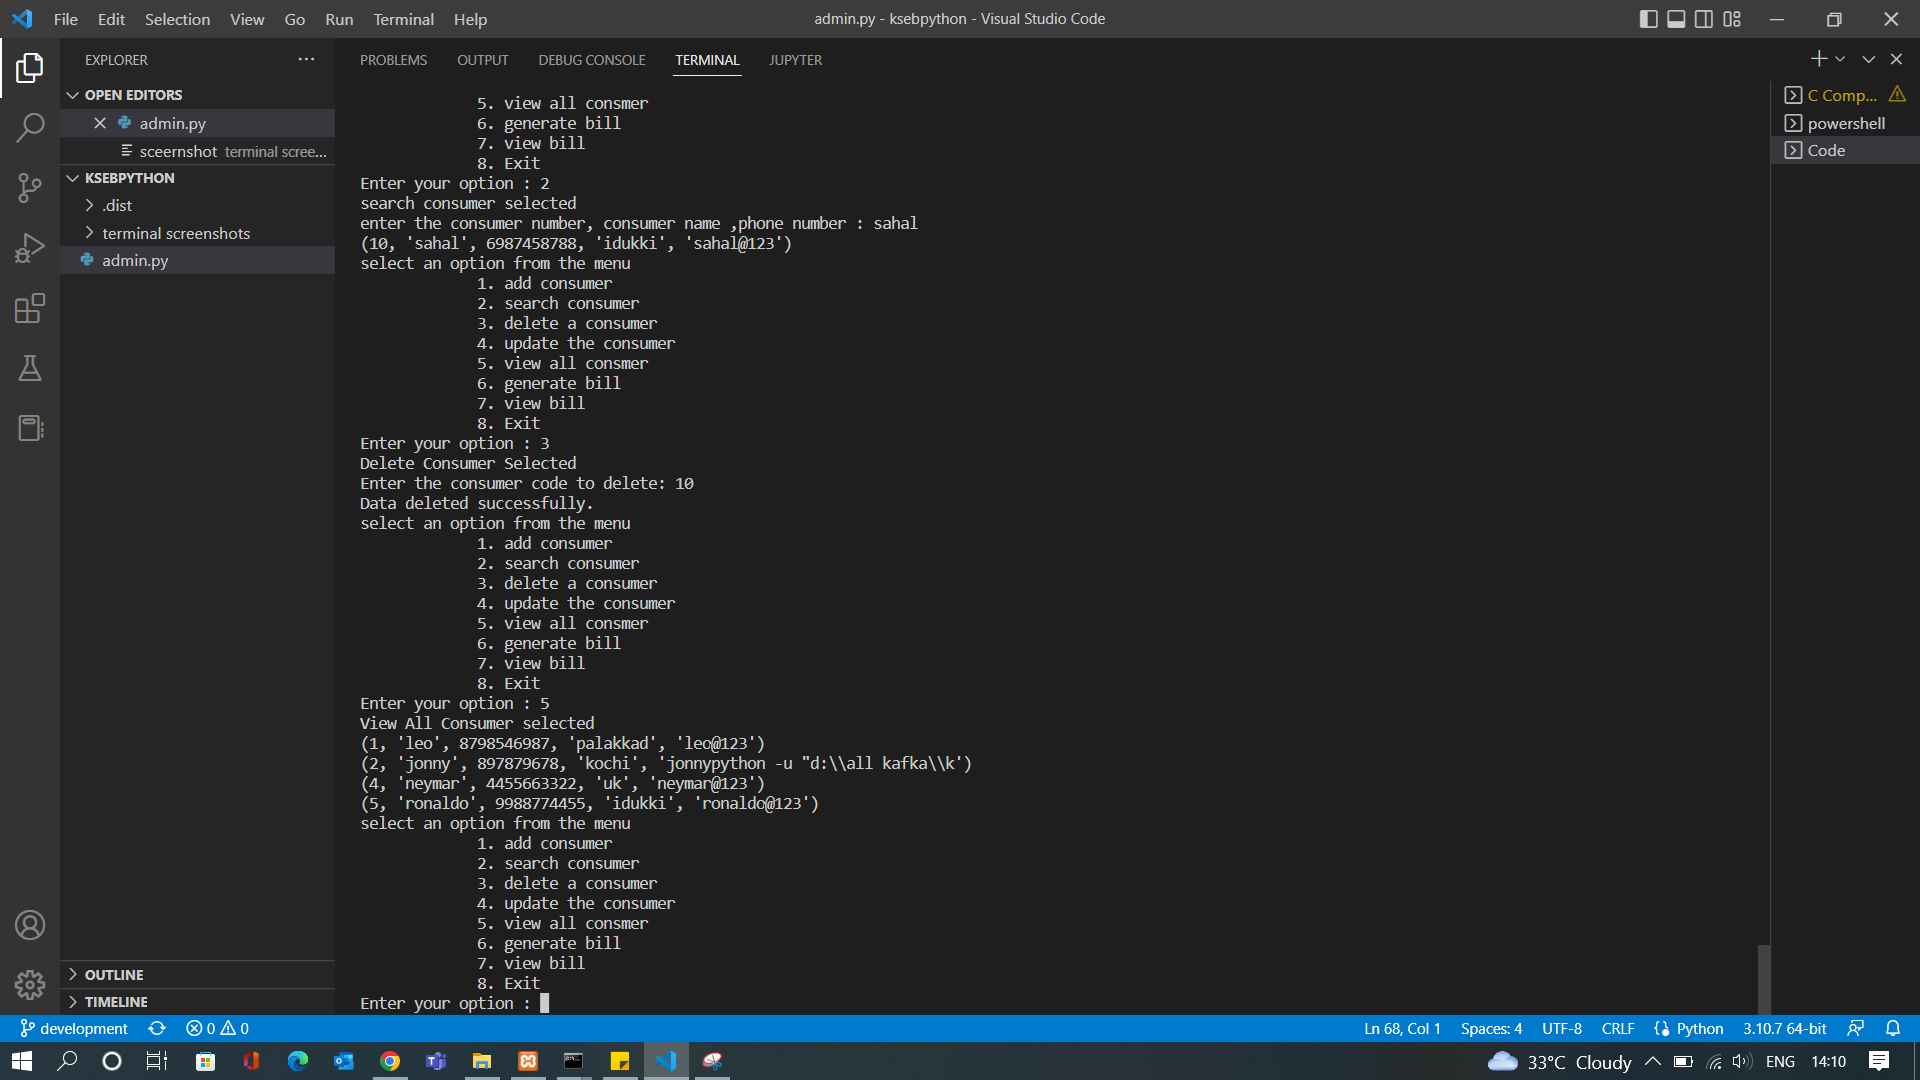 File Edit Selection View Go Run Terminal Help
admin.py - ksebpython - Visual Studio Code
EXPLORER
OPEN EDITORS
admin.py
sceernshot terminal scree...
KSEBPYTHON
.dist
terminal screenshots
admin.py
OUTLINE
TIMELINE
PROBLEMS OUTPUT DEBUG CONSOLE TERMINAL JUPYTER
5. view all consmer
6. generate bill
7. view bill
8. Exit
Enter your option : 2
search consumer selected
enter the consumer number, consumer name ,phone number : sahal
(10, 'sahal', 6987458788, 'idukki', 'sahal@123')
select an option from the menu
1. add consumer
2. search consumer
3. delete a consumer
4. update the consumer
5. view all consmer
6. generate bill
7. view bill
8. Exit
Enter your option : 3
Delete Consumer Selected
Enter the consumer code to delete: 10
Data deleted successfully.
select an option from the menu
1. add consumer
2. search consumer
3. delete a consumer
4. update the consumer
5. view all consmer
6. generate bill
7. view bill
8. Exit
Enter your option : 5
View All Consumer selected
(1, 'leo', 8798546987, 'palakkad', 'leo@123')
(2, 'jonny', 897879678, 'kochi', 'jonnypython -u "d:\\all kafka\\k')
(4, 'neymar', 4455663322, 'uk', 'neymar@123')
(5, 'ronaldo', 9988774455, 'idukki', 'ronaldo@123')
select an option from the menu
1. add consumer
2. search consumer
3. delete a consumer
4. update the consumer
5. view all consmer
6. generate bill
7. view bill
8. Exit
Enter your option :
C Comp...
powershell
Code
development 0 0
Ln 68, Col 1 Spaces: 4 UTF-8 CRLF Python 3.10.7 64-bit
33°C Cloudy ENG 14:10